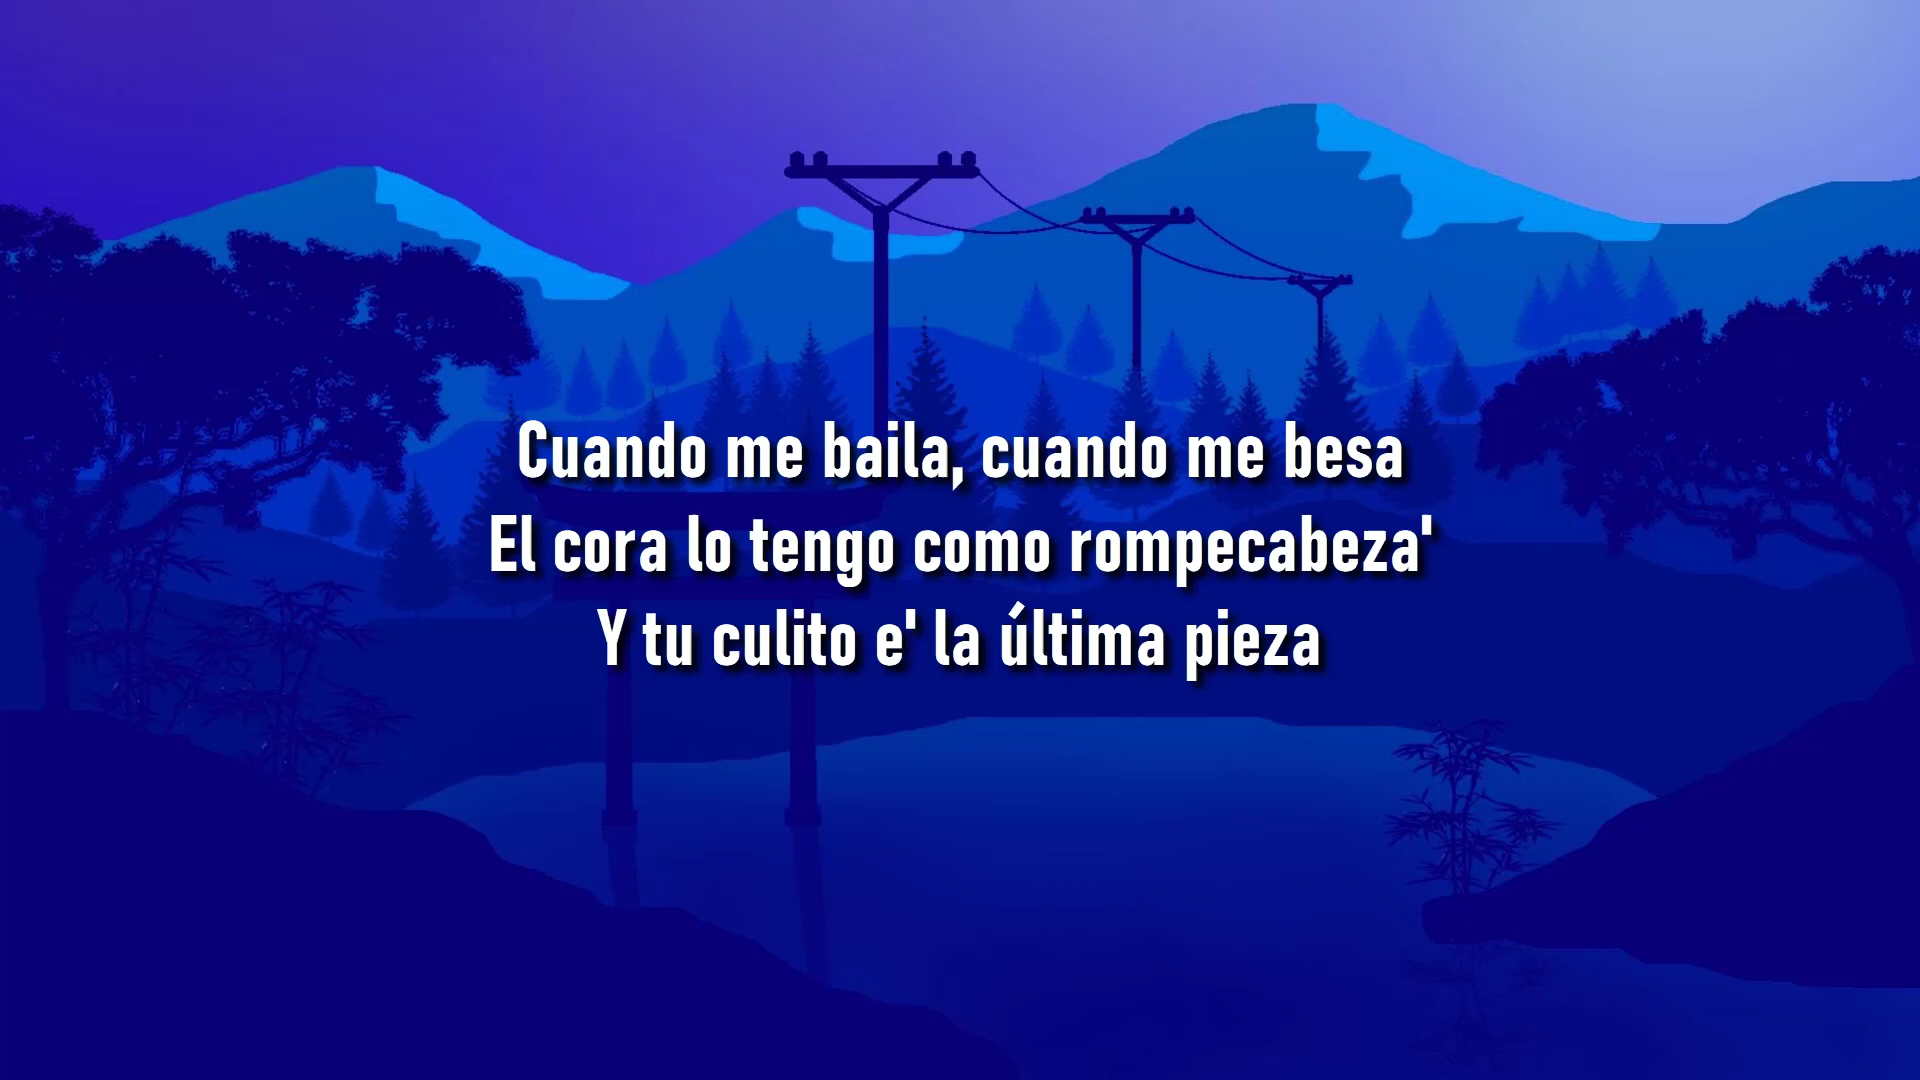 Cuando me baila, cuando me besa
El cora lo tengo como rompecabeza'
Y tu culito e' la última pieza